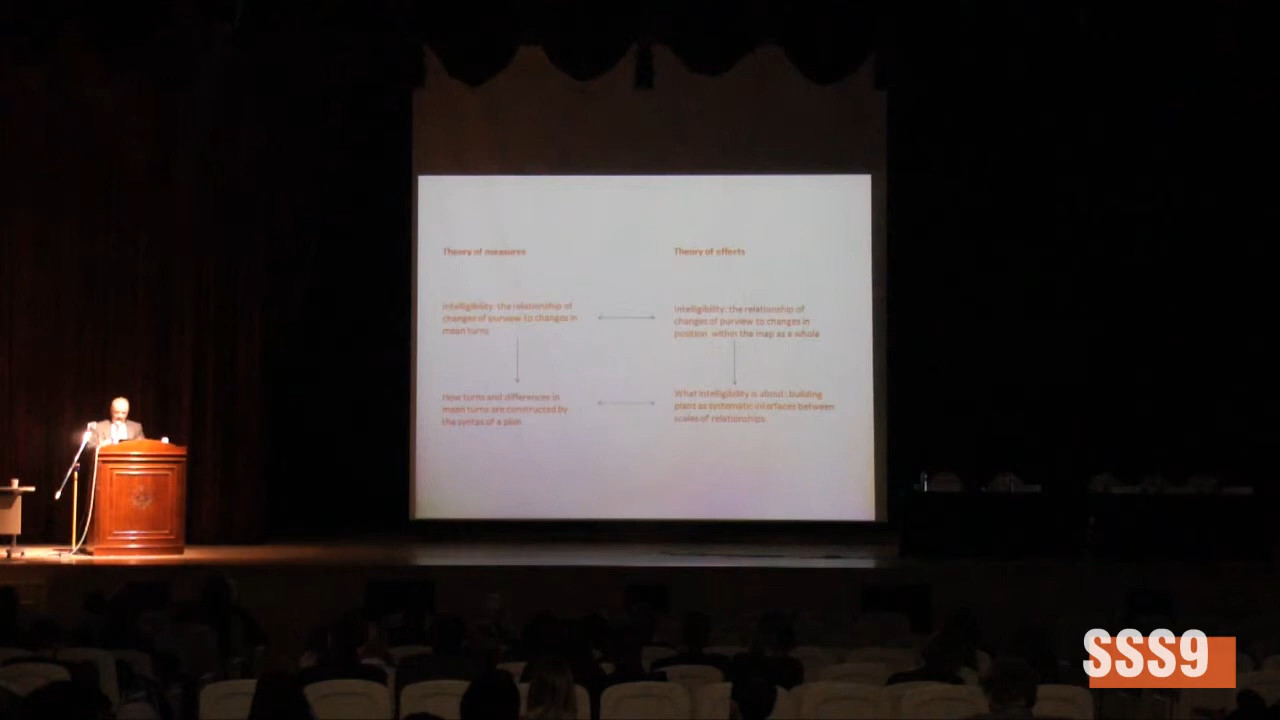 Theory of measures
Theory of effects
Intelligibility: the relationship of
changes of purview to changes in
mean turns
Intelligibility: the relationship of
changes of purview to changes in
position within the map as a whole
How turns and differences in
mean turns are constructed by
the syntax of a plan
What intelligibility is about: building
plans as systematic interfaces between
scales of relationships
SSS9